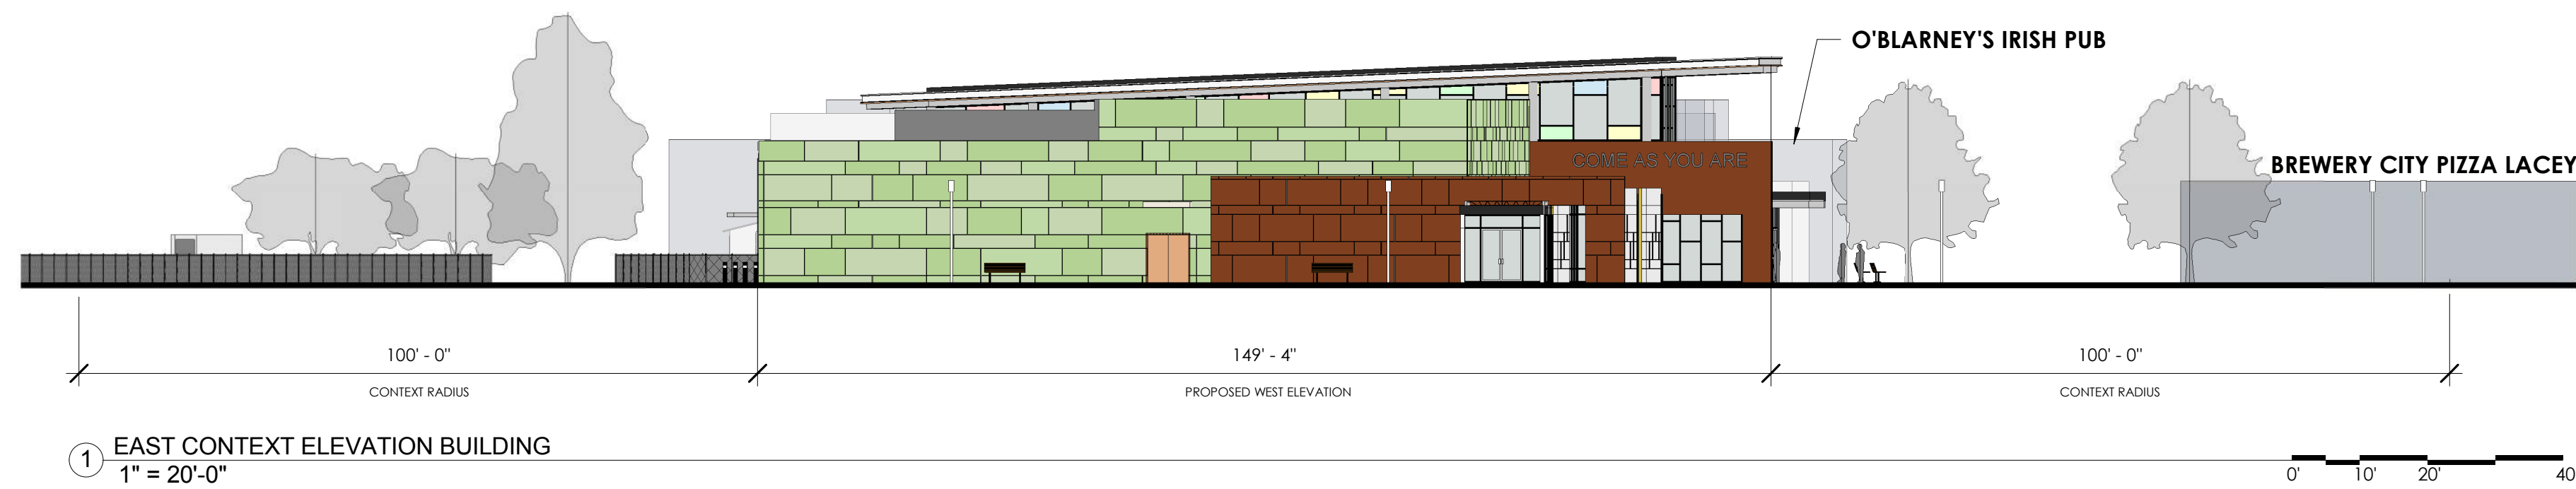 O'BLARNEY'S IRISH PUB
BREWERY CITY PIZZA LACEY
COME AS YOU ARE
100' - 0"
149' - 4"
100' - 0"
CONTEXT RADIUS
PROPOSED WEST ELEVATION
CONTEXT RADIUS
1
EAST CONTEXT ELEVATION BUILDING
1" = 20'-0"
0' 10' 20' 40